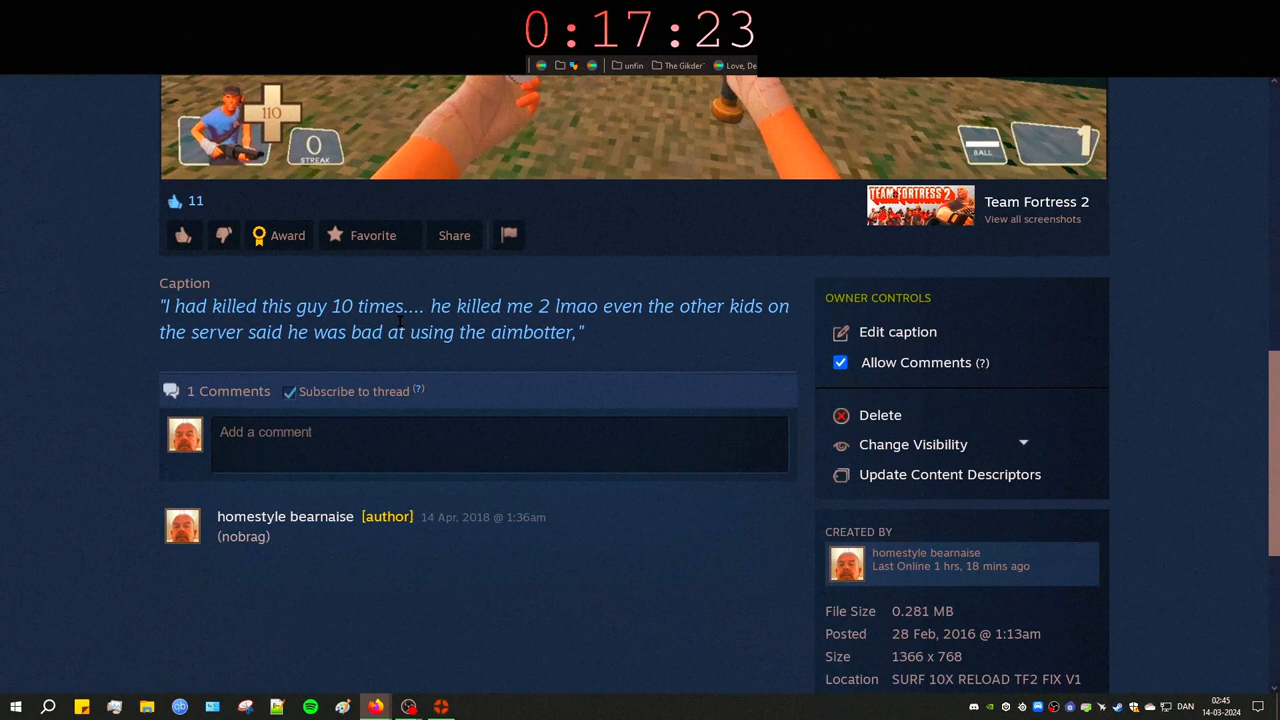 0:17:23
unfin The Gikder˜ Love, De
110
0
STREAK
BALL
1
11
TEAM FORTRESS 2
Team Fortress 2
View all screenshots
Award Favorite Share
Caption
"I had killed this guy 10 times.... he killed me 2 lmao even the other kids on
the server said he was bad at using the aimbotter,"
1 Comments Subscribe to thread (?)
Add a comment
homestyle bearnaise [author] 14 Apr, 2018 @ 1:36am
(nobrag)
OWNER CONTROLS
Edit caption
Allow Comments (?)
Delete
Change Visibility
Update Content Descriptors
CREATED BY
homestyle bearnaise
Last Online 1 hrs, 18 mins ago
File Size 0.281 MB
Posted 28 Feb, 2016 @ 1:13am
Size 1366 x 768
Location SURF 10X RELOAD TF2 FIX V1
DAN
02:45
14-03-2024